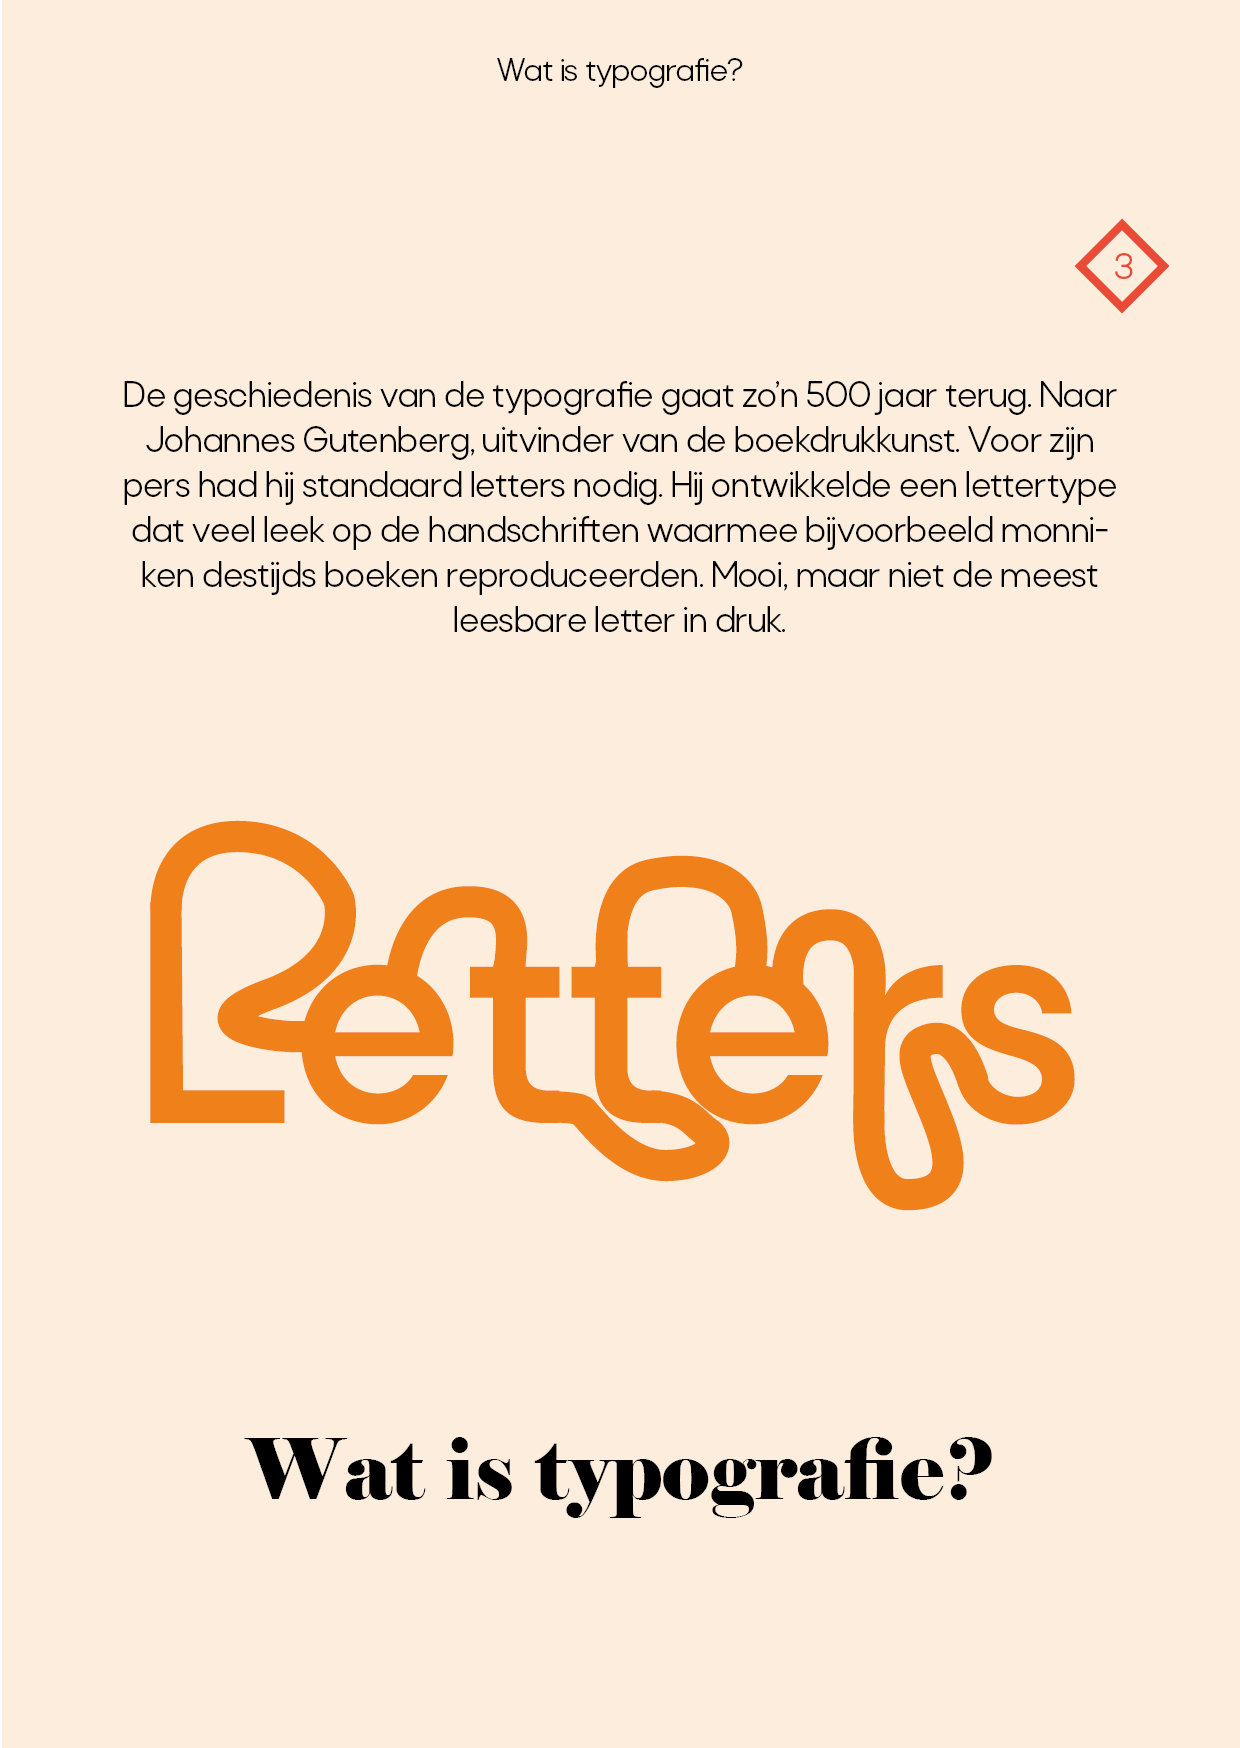 Wat is typografie?
3
De geschiedenis van de typografie gaat zo’n 500 jaar terug. Naar
Johannes Gutenberg, uitvinder van de boekdrukkunst. Voor zijn
pers had hij standaard letters nodig. Hij ontwikkelde een lettertype
dat veel leek op de handschriften waarmee bijvoorbeeld monni-
ken destijds boeken reproduceerden. Mooi, maar niet de meest
leesbare letter in druk.
Letters
Wat is typografie?